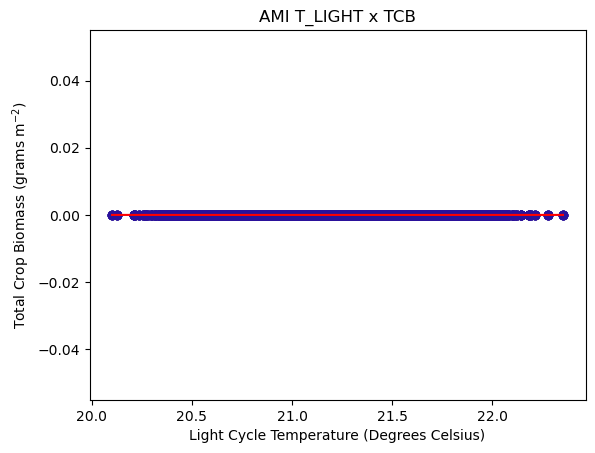 AMI T_LIGHT x TCB
Total Crop Biomass (grams m⁻²)
0.04
0.02
0.00
−0.02
−0.04
20.0 20.5 21.0 21.5 22.0
Light Cycle Temperature (Degrees Celsius)